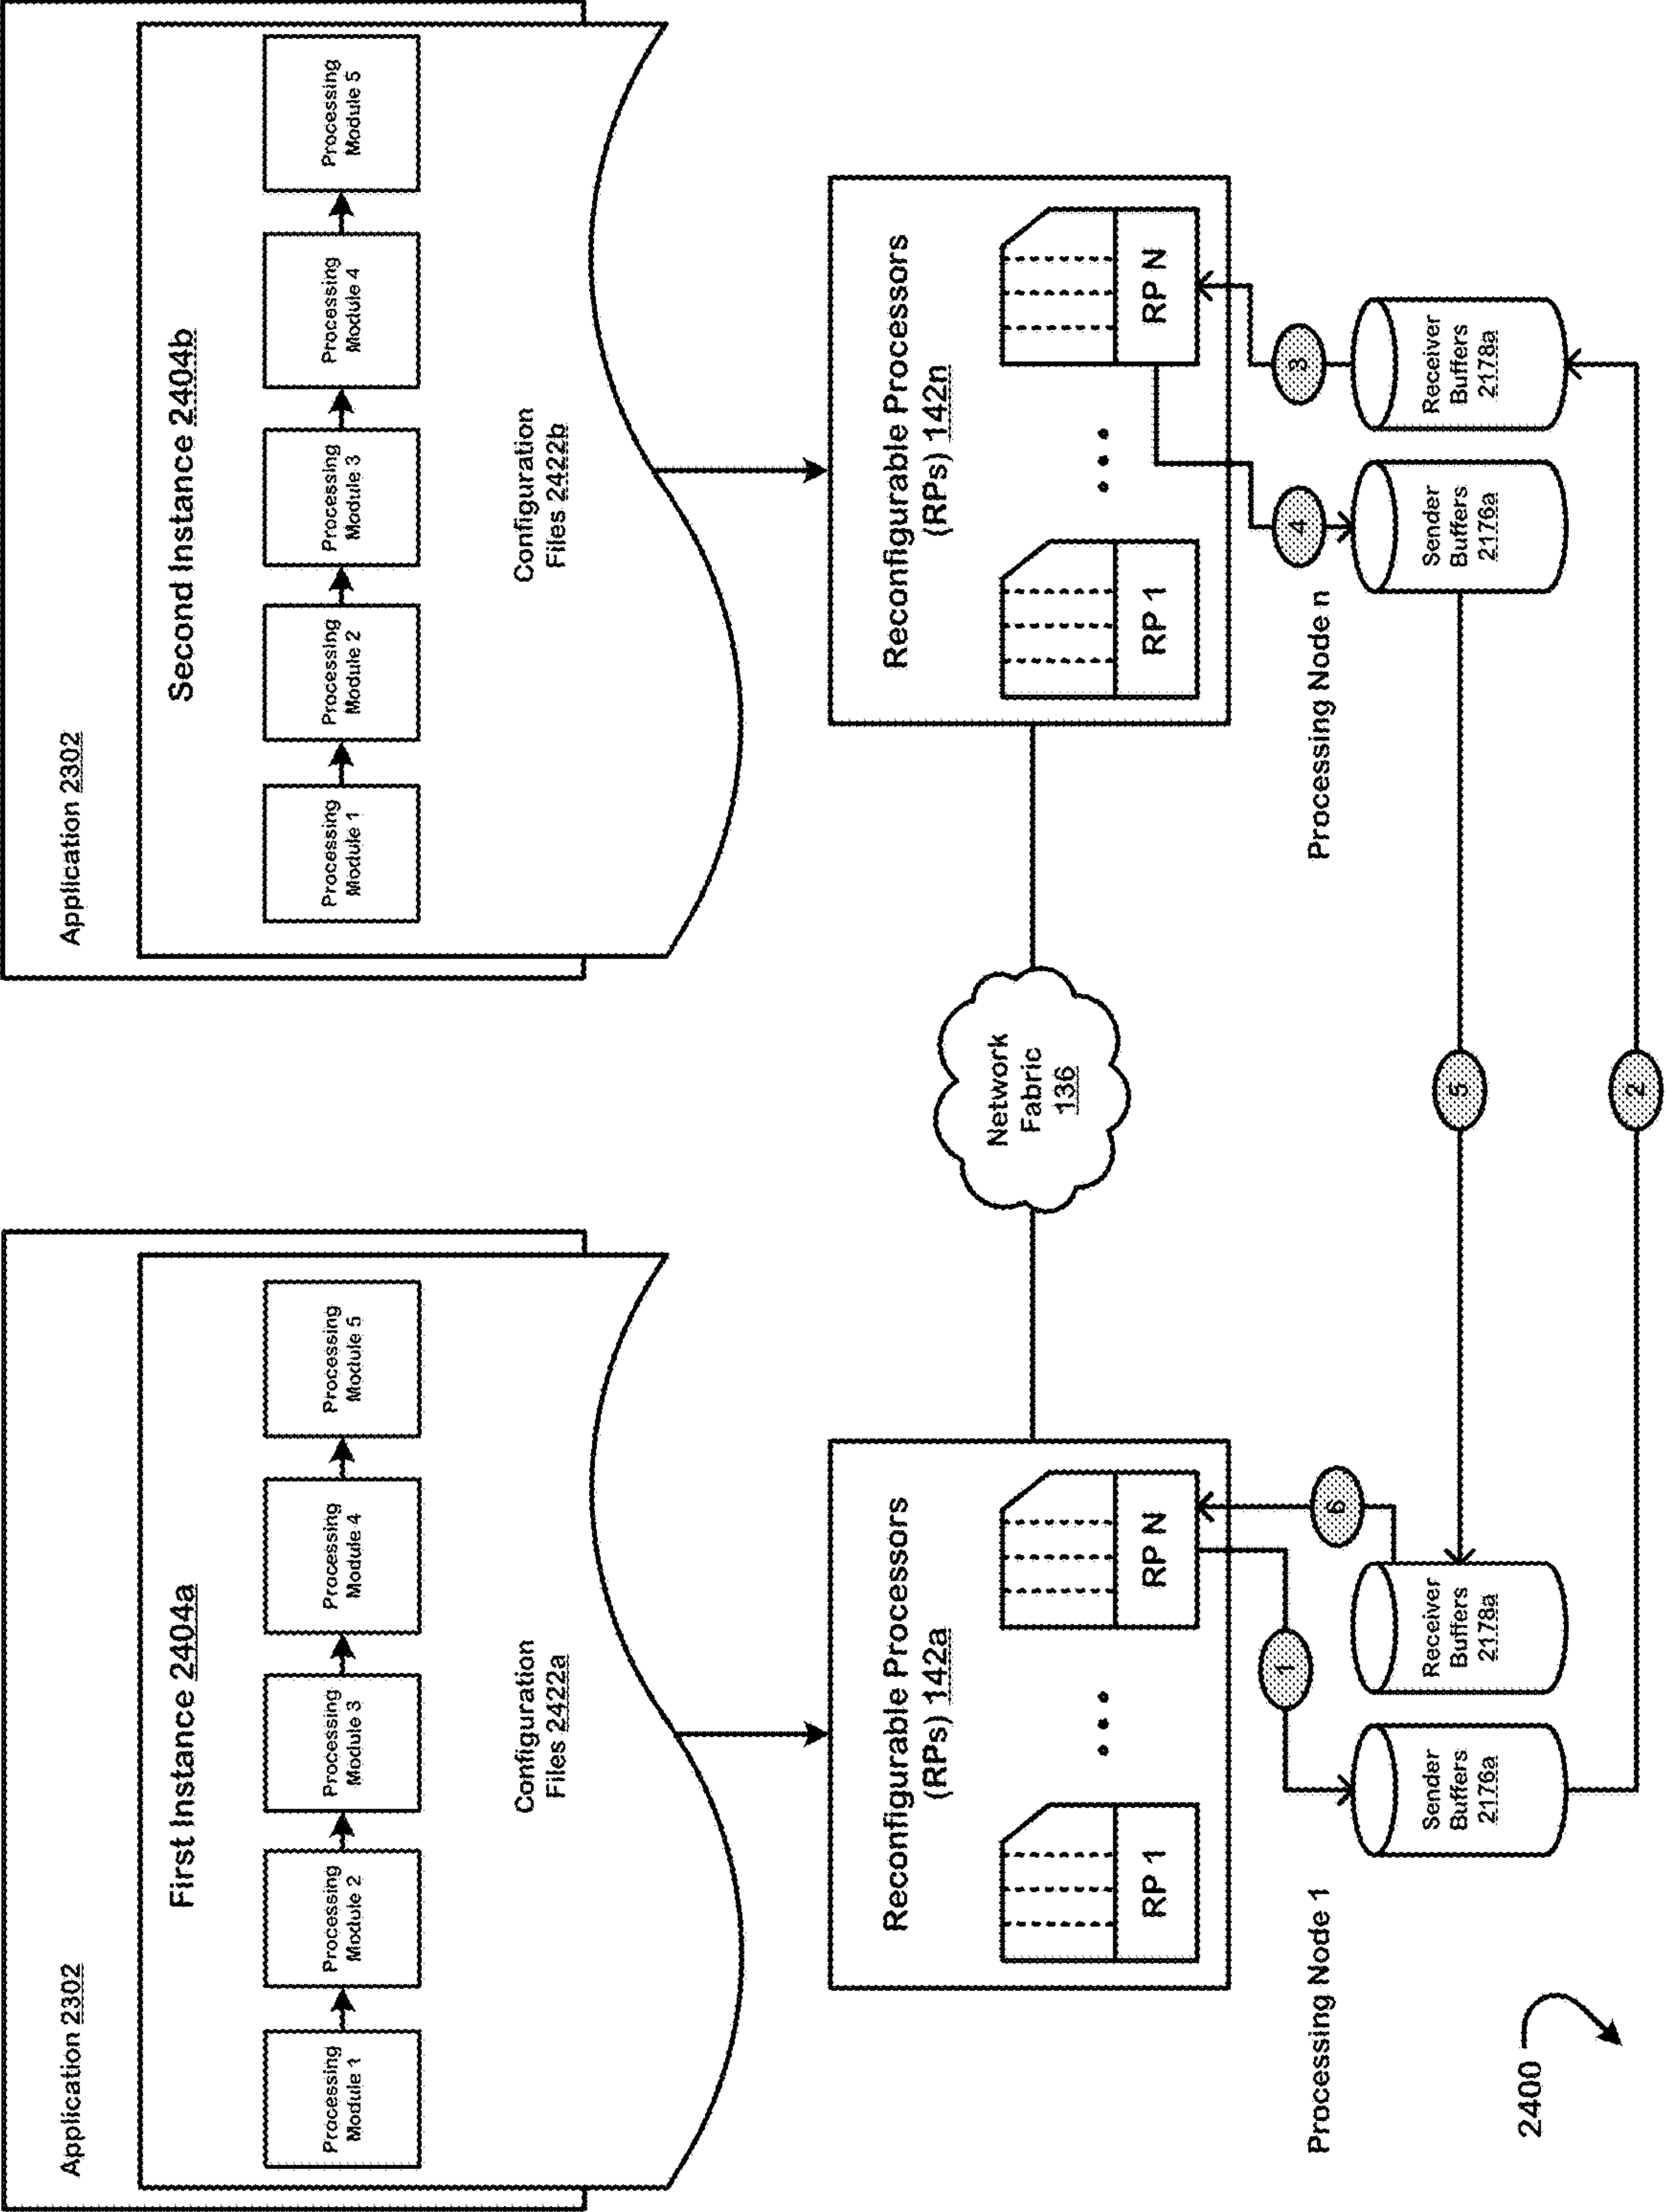 Application 2302
First Instance 2404a
Processing
Module 1
Processing
Module 2
Processing
Module 3
Processing
Module 4
Processing
Module 5
Configuration
Files 2422a
Application 2302
Second Instance 2404b
Processing
Module 1
Processing
Module 2
Processing
Module 3
Processing
Module 4
Processing
Module 5
Configuration
Files 2422b
Reconfigurable Processors
(RPs) 142a
RP 1
RP N
Network
Fabric
136
Reconfigurable Processors
(RPs) 142n
RP 1
RP N
Processing Node 1
1
6
Sender
Buffers
2176a
Receiver
Buffers
2178a
Processing Node n
4
3
Sender
Buffers
2176a
Receiver
Buffers
2178a
5
2
2400